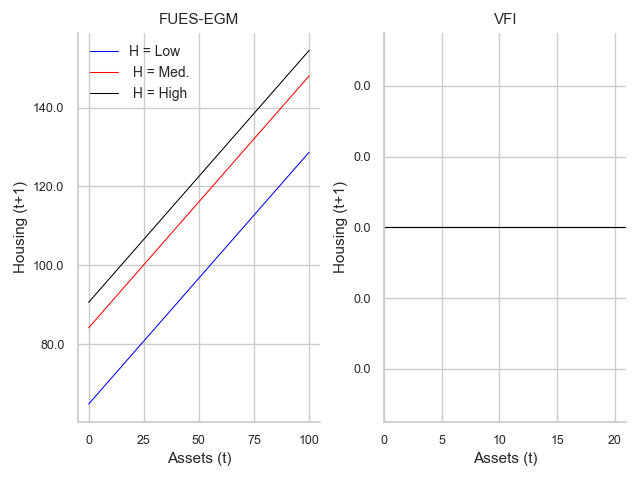 FUES-EGM
H = Low
H = Med.
H = High
140.0
120.0
100.0
80.0
Housing (t+1)
0
25
50
75
100
Assets (t)
VFI
0.0
0.0
0.0
0.0
0.0
Housing (t+1)
0
5
10
15
20
Assets (t)